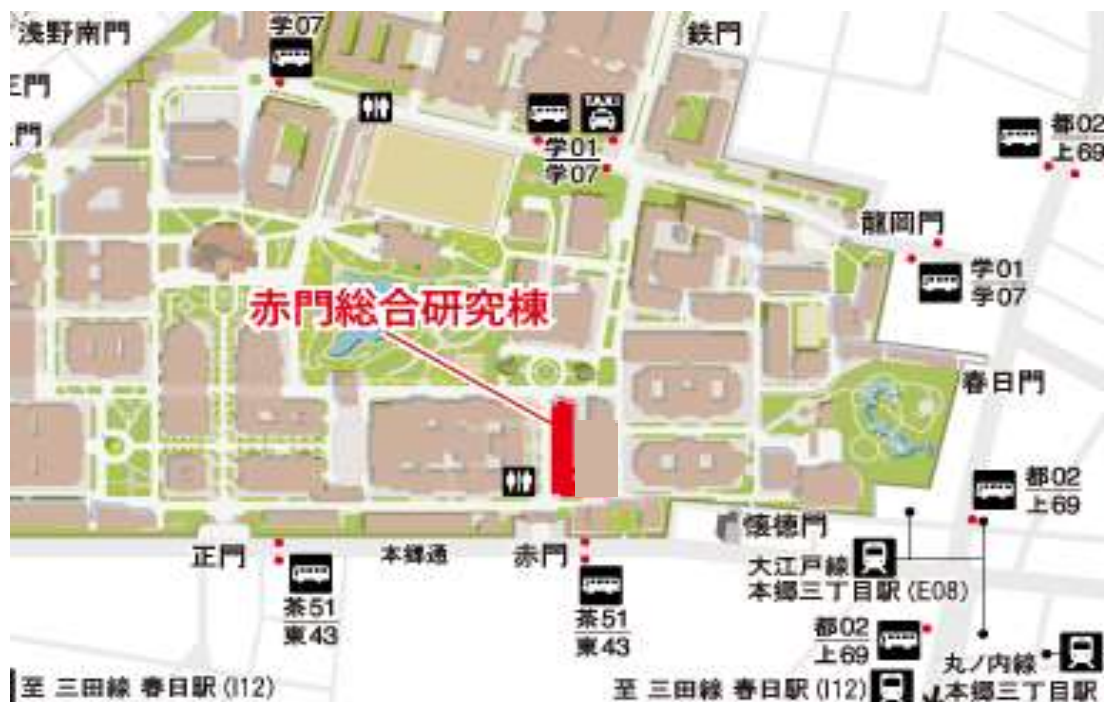 浅野南門
学07
鉄門
TAXI
学01
学07
都02
上69
龍岡門
学01
学07
赤門総合研究棟
春日門
都02
上69
正門
本郷通
赤門
懐徳門
大江戸線
本郷三丁目駅 (E08)
茶51
東43
茶51
東43
都02
上69
丸ノ内線
本郷三丁目駅
至 三田線 春日駅 (I12)
至 三田線 春日駅 (I12)